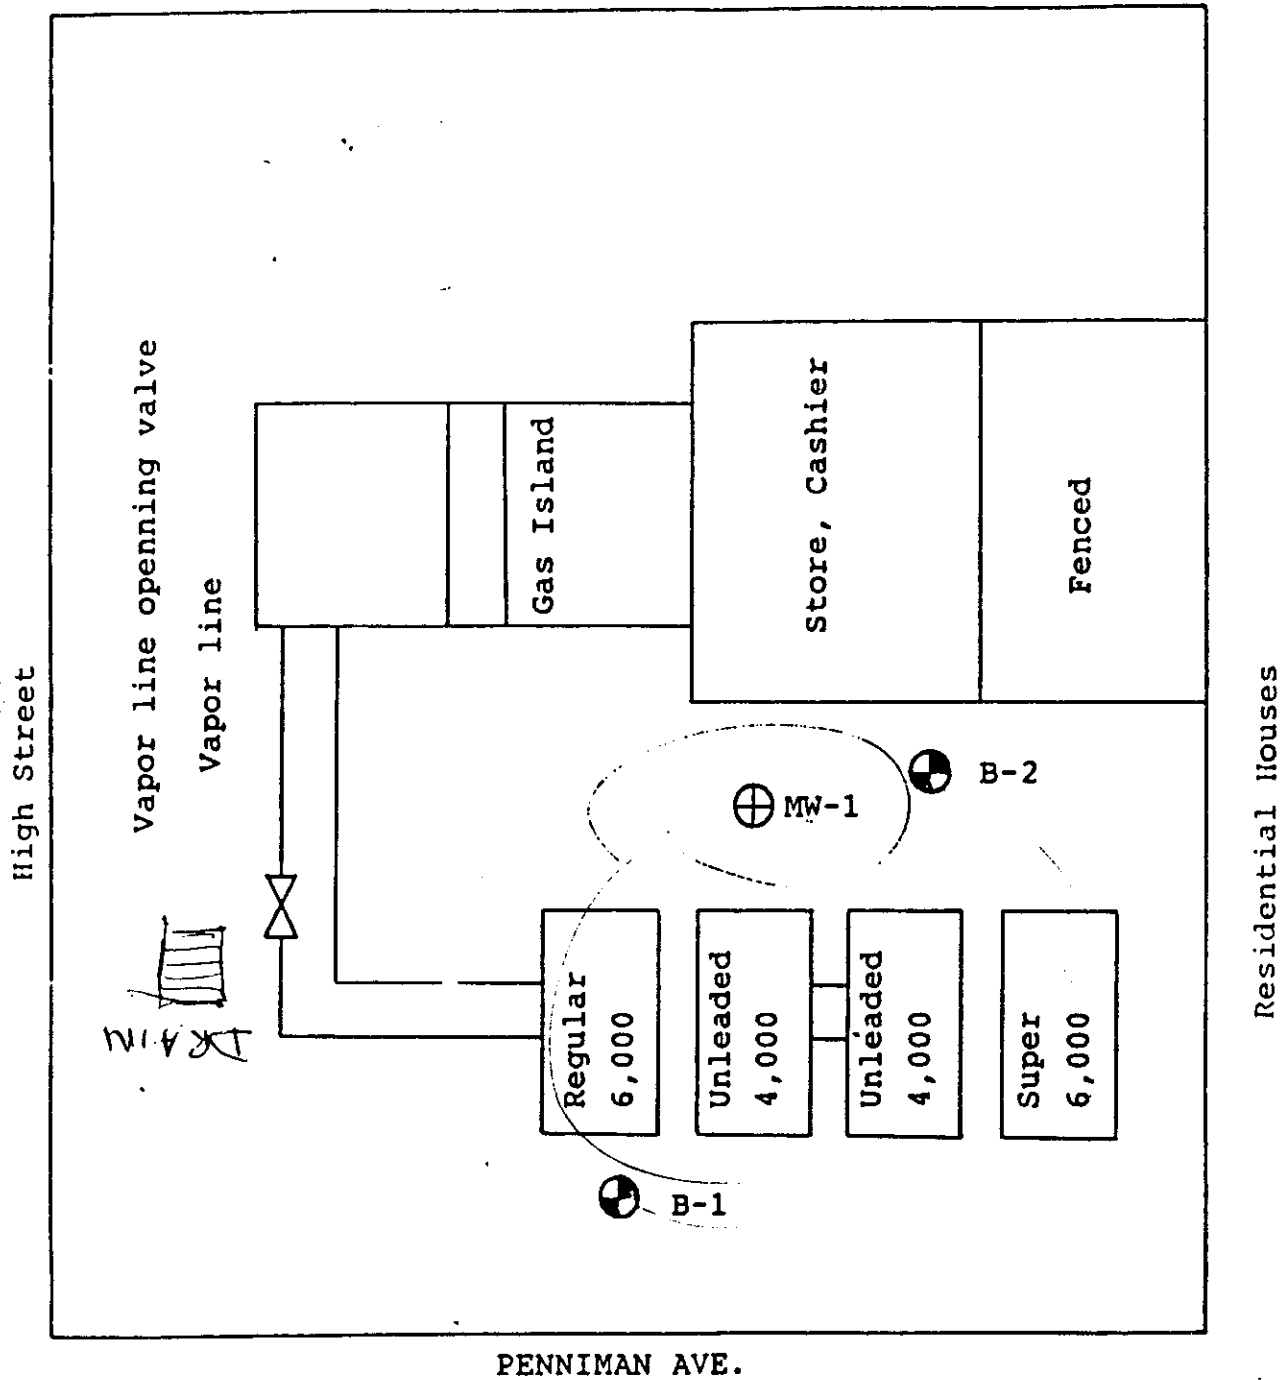 High Street
Vapor line openning valve
Vapor line
DRAIN
Gas Island
Store, Cashier
Fenced
Residential Houses
MW-1
B-2
Regular
6,000
Unleaded
4,000
Unleaded
4,000
Super
6,000
B-1
PENNIMAN AVE.